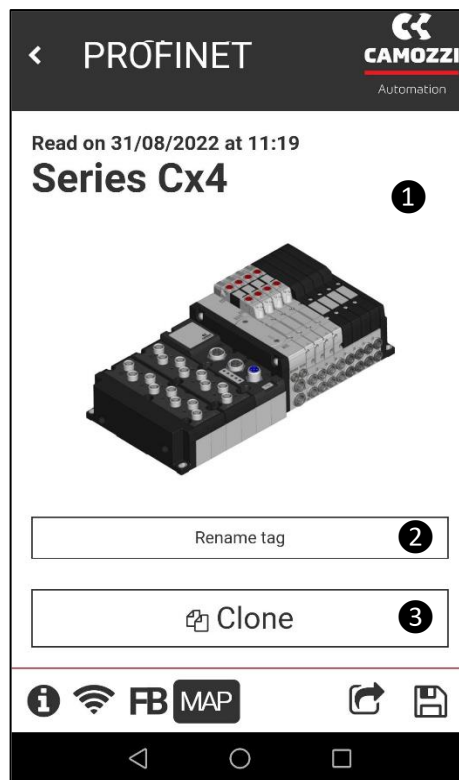 PROFINET
CAMOZZI
Automation
Read on 31/08/2022 at 11:19
Series Cx4
1
Rename tag
2
Clone
3
FB
MAP